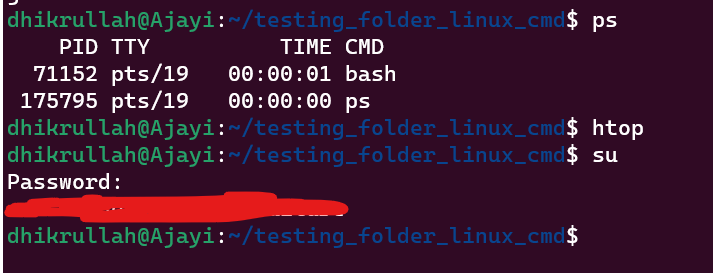 dhikrullah@Ajayi:~/testing_folder_linux_cmd$ ps
PID TTY TIME CMD
71152 pts/19 00:00:01 bash
175795 pts/19 00:00:00 ps
dhikrullah@Ajayi:~/testing_folder_linux_cmd$ htop
dhikrullah@Ajayi:~/testing_folder_linux_cmd$ su
Password:
dhikrullah@Ajayi:~/testing_folder_linux_cmd$